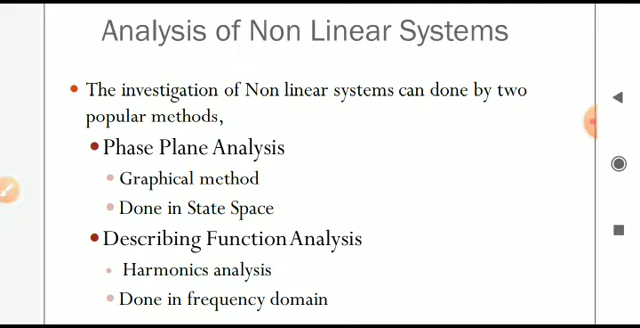 Analysis of Non Linear Systems
The investigation of Non linear systems can done by two
popular methods,
Phase Plane Analysis
Graphical method
Done in State Space
Describing Function Analysis
Harmonics analysis
Done in frequency domain